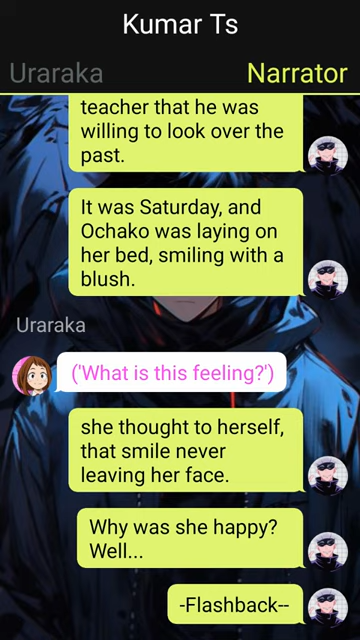 Kumar Ts
Uraraka
Narrator
teacher that he was
willing to look over the
past.
It was Saturday, and
Ochako was laying on
her bed, smiling with a
blush.
Uraraka
('What is this feeling?')
she thought to herself,
that smile never
leaving her face.
Why was she happy?
Well...
-Flashback--